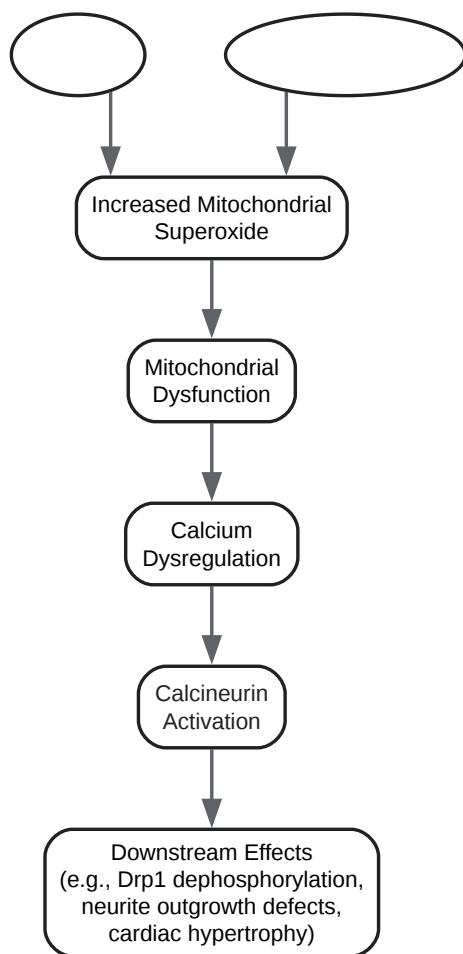 Increased Mitochondrial
Superoxide
Mitochondrial
Dysfunction
Calcium
Dysregulation
Calcineurin
Activation
Downstream Effects
(e.g., Drp1 dephosphorylation,
neurite outgrowth defects,
cardiac hypertrophy)